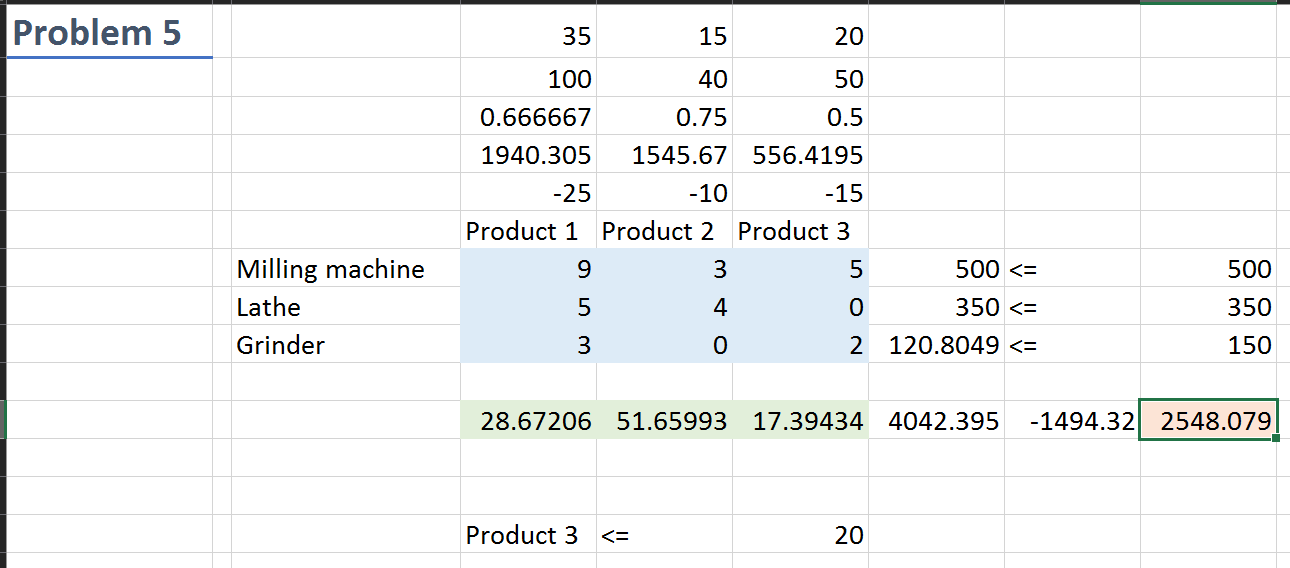 Problem 5 35 15 20
100 40 50
0.666667 0.75 0.5
1940.305 1545.67 556.4195
-25 -10 -15
Product 1 Product 2 Product 3
Milling machine 9 3 5 500 <= 500
Lathe 5 4 0 350 <= 350
Grinder 3 0 2 120.8049 <= 150
28.67206 51.65993 17.39434 4042.395 -1494.32 2548.079
Product 3 <= 20